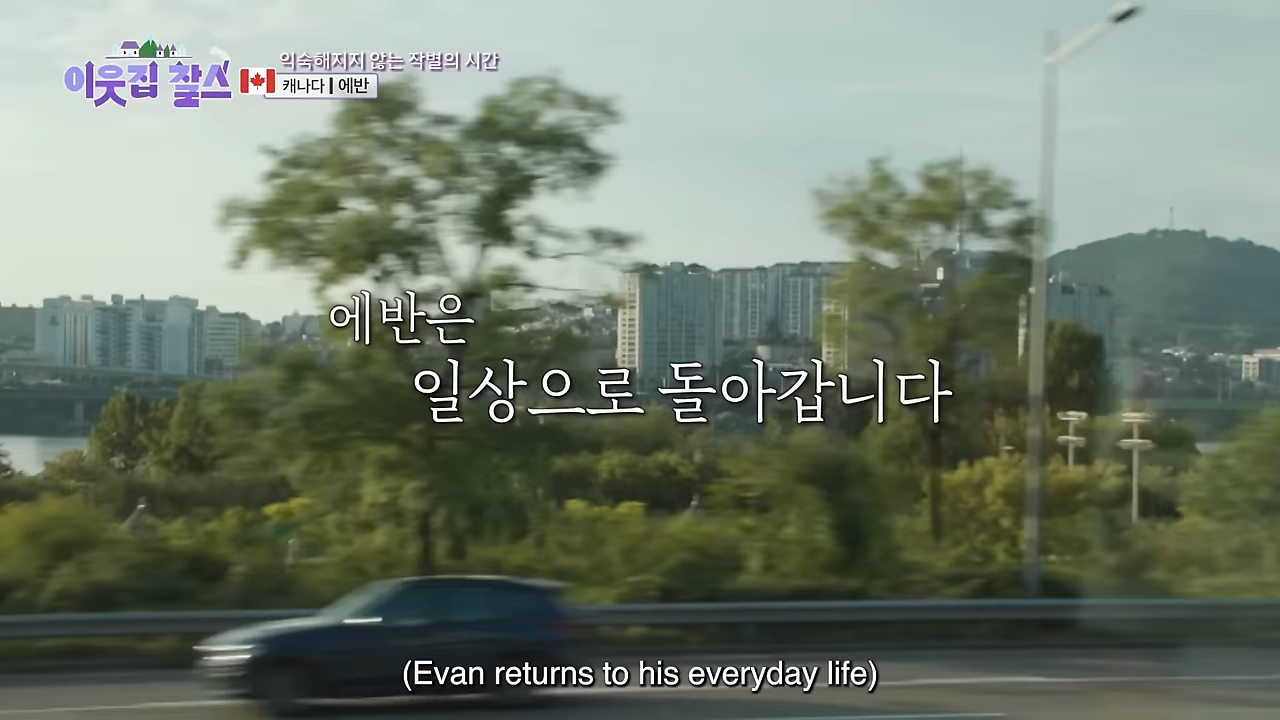 이웃집 찰스
익숙해지지 않는 작별의 시간
캐나다 | 에반
에반은
일상으로 돌아갑니다
(Evan returns to his everyday life)